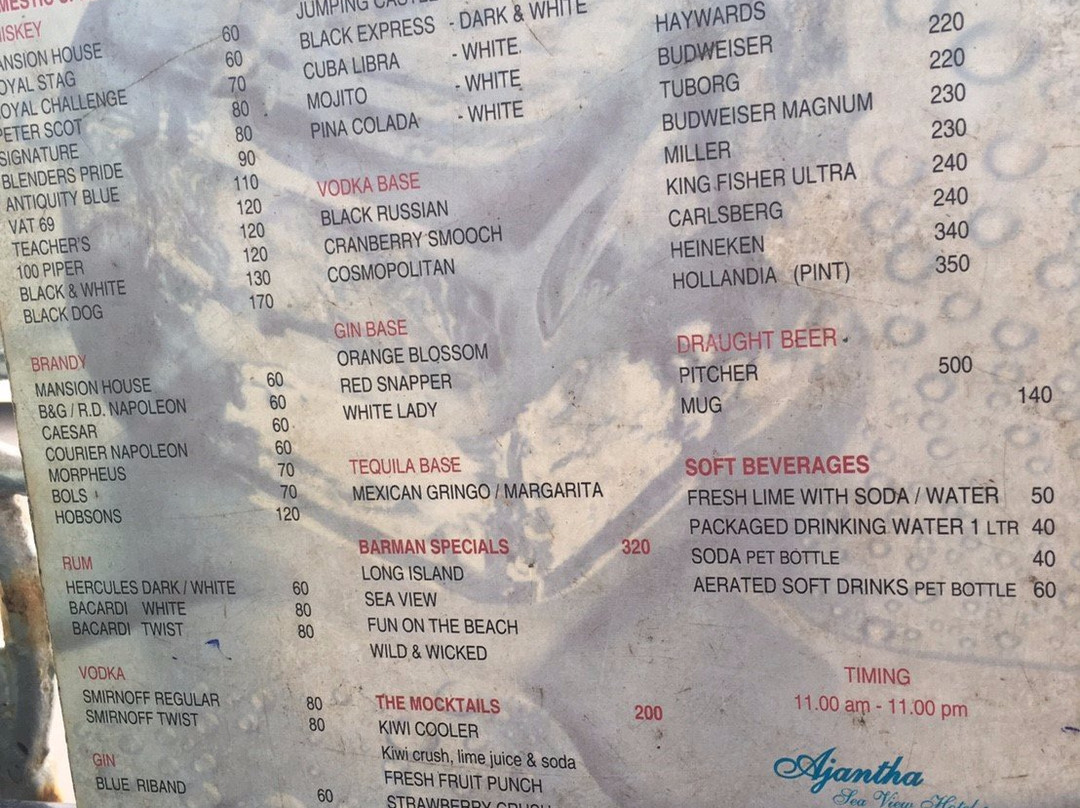 MESTIC
ISKEY
ANSION HOUSE 60
OYAL STAG 60
OYAL CHALLENGE 70
PETER SCOT 80
SIGNATURE 80
BLENDERS PRIDE 90
ANTIQUITY BLUE 110
VAT 69 120
TEACHER'S 120
100 PIPER 120
BLACK & WHITE 130
BLACK DOG 170
BRANDY
MANSION HOUSE 60
B&G / R.D. NAPOLEON 60
CAESAR 60
COURIER NAPOLEON 60
MORPHEUS 70
BOLS 70
HOBSONS 120
RUM
HERCULES DARK / WHITE 60
BACARDI WHITE 80
BACARDI TWIST 80
VODKA
SMIRNOFF REGULAR 80
SMIRNOFF TWIST 80
GIN
BLUE RIBAND 60
JUMPING CASTLE - DARK & WHITE
BLACK EXPRESS - WHITE
CUBA LIBRA - WHITE
MOJITO - WHITE
PINA COLADA
VODKA BASE
BLACK RUSSIAN
CRANBERRY SMOOCH
COSMOPOLITAN
GIN BASE
ORANGE BLOSSOM
RED SNAPPER
WHITE LADY
TEQUILA BASE
MEXICAN GRINGO / MARGARITA
BARMAN SPECIALS 320
LONG ISLAND
SEA VIEW
FUN ON THE BEACH
WILD & WICKED
THE MOCKTAILS 200
KIWI COOLER
Kiwi crush, lime juice & soda
FRESH FRUIT PUNCH
STRAWBERRY CRUSH
HAYWARDS
BUDWEISER 220
TUBORG 220
BUDWEISER MAGNUM 230
MILLER 230
KING FISHER ULTRA 240
CARLSBERG 240
HEINEKEN 340
HOLLANDIA (PINT) 350
DRAUGHT BEER
PITCHER 500
MUG 140
SOFT BEVERAGES
FRESH LIME WITH SODA / WATER 50
PACKAGED DRINKING WATER 1 LTR 40
SODA PET BOTTLE 40
AERATED SOFT DRINKS PET BOTTLE 60
TIMING
11.00 am - 11.00 pm
Ajantha
Sea View